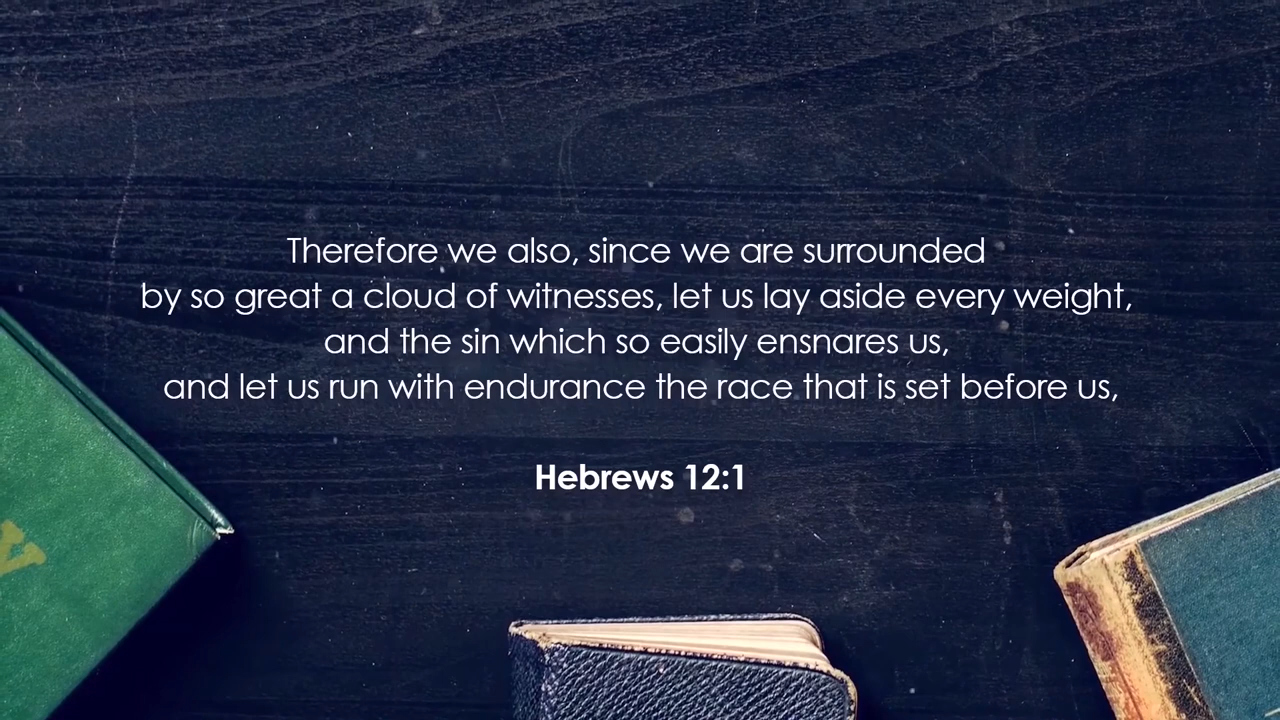 Therefore we also, since we are surrounded
by so great a cloud of witnesses, let us lay aside every weight,
and the sin which so easily ensnares us,
and let us run with endurance the race that is set before us,
Hebrews 12:1
y